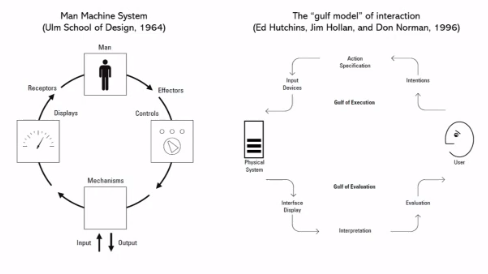 Man Machine System
(Ulm School of Design, 1964)
Man
Receptors
Effectors
Displays
Controls
Mechanisms
Input
Output
The “gulf model” of interaction
(Ed Hutchins, Jim Hollan, and Don Norman, 1996)
Action
Specification
Input
Devices
Intentions
Gulf of Execution
Physical
System
User
Gulf of Evaluation
Interface
Display
Evaluation
Interpretation